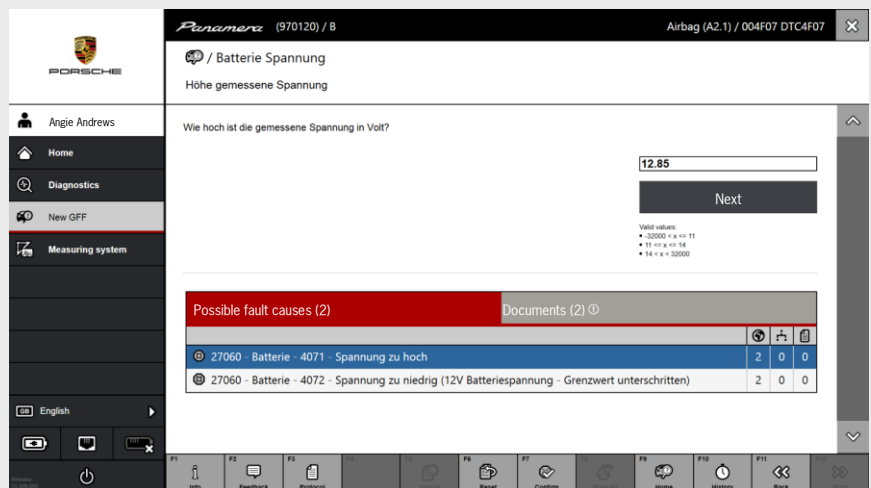 Panamera (970120) / B
Airbag (A2.1) / 004F07 DTC4F07
PORSCHE
/ Batterie Spannung
Höhe gemessene Spannung
Angie Andrews
Home
Diagnostics
New GFF
Measuring system
GB English
Wie hoch ist die gemessene Spannung in Volt?
12.85
Next
Valid values:
• -32000 < x <= 11
• 11 <= x <= 14
• 14 < x < 32000
Possible fault causes (2)
Documents (2)
27060 - Batterie - 4071 - Spannung zu hoch 2 0 0
27060 - Batterie - 4072 - Spannung zu niedrig (12V Batteriespannung - Grenzwert unterschritten) 2 0 0
F1 Info
F2 Feedback
F3 Protocol
F6 Reset
F7 Confirm
F9 Home
F10 History
F11 Back